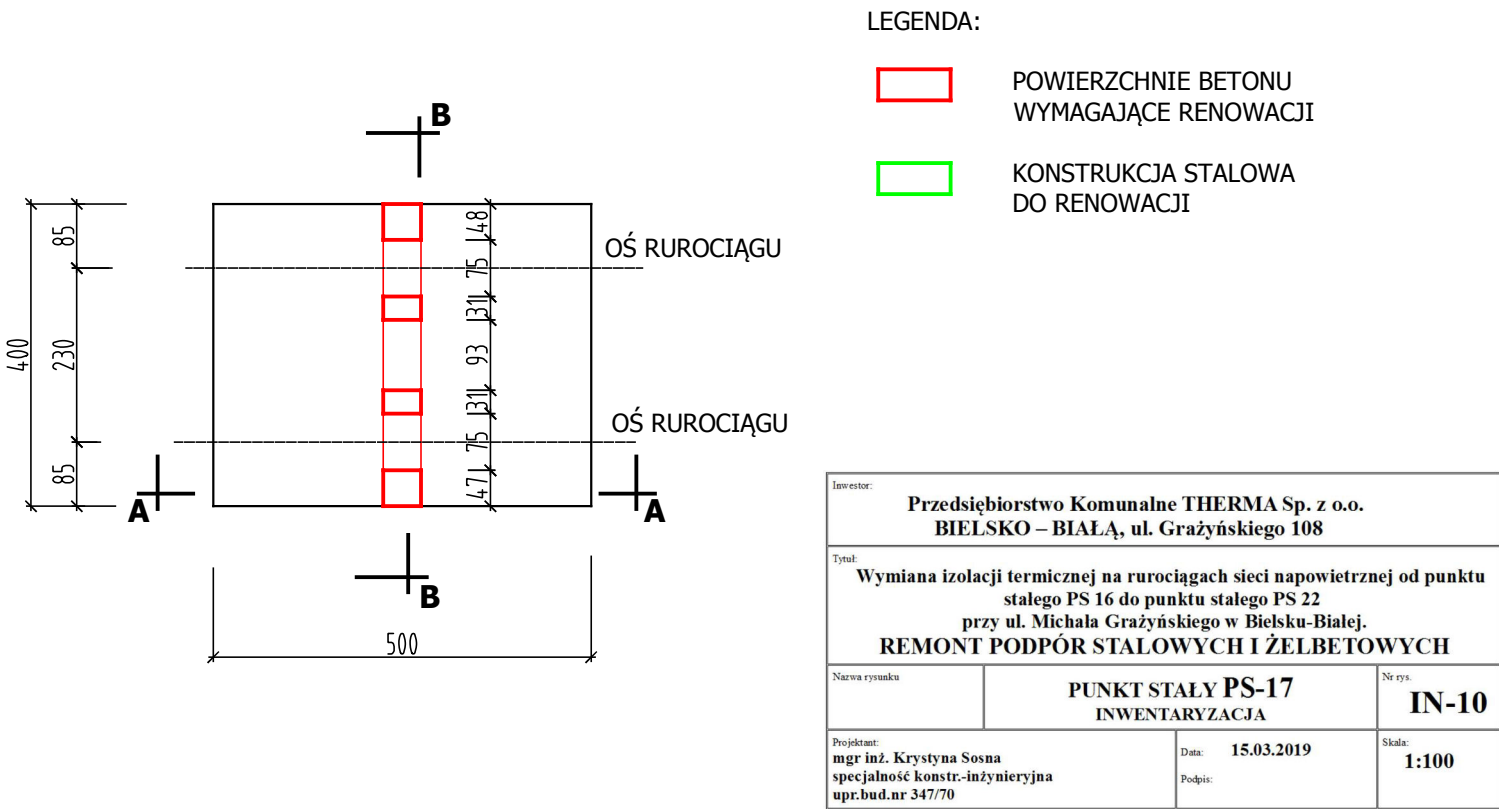 LEGENDA:
POWIERZCHNIE BETONU
WYMAGAJĄCE RENOWACJI
KONSTRUKCJA STALOWA
DO RENOWACJI
B
85
48
OŚ RUROCIĄGU
75
31
400
230
93
31
OŚ RUROCIĄGU
75
85
47
A
A
B
500
Inwestor:
Przedsiębiorstwo Komunalne THERMA Sp. z o.o.
BIELSKO – BIAŁĄ, ul. Grażyńskiego 108
Tytuł:
Wymiana izolacji termicznej na rurociągach sieci napowietrznej od punktu
stałego PS 16 do punktu stałego PS 22
przy ul. Michała Grażyńskiego w Bielsku-Białej.
REMONT PODPÓR STALOWYCH I ŻELBETOWYCH
Nazwa rysunku
PUNKT STAŁY PS-17
INWENTARYZACJA
Nr rys.
IN-10
Projektant:
mgr inż. Krystyna Sosna
specjalność konstr.-inżynieryjna
upr.bud.nr 347/70
Data: 15.03.2019
Podpis:
Skala:
1:100